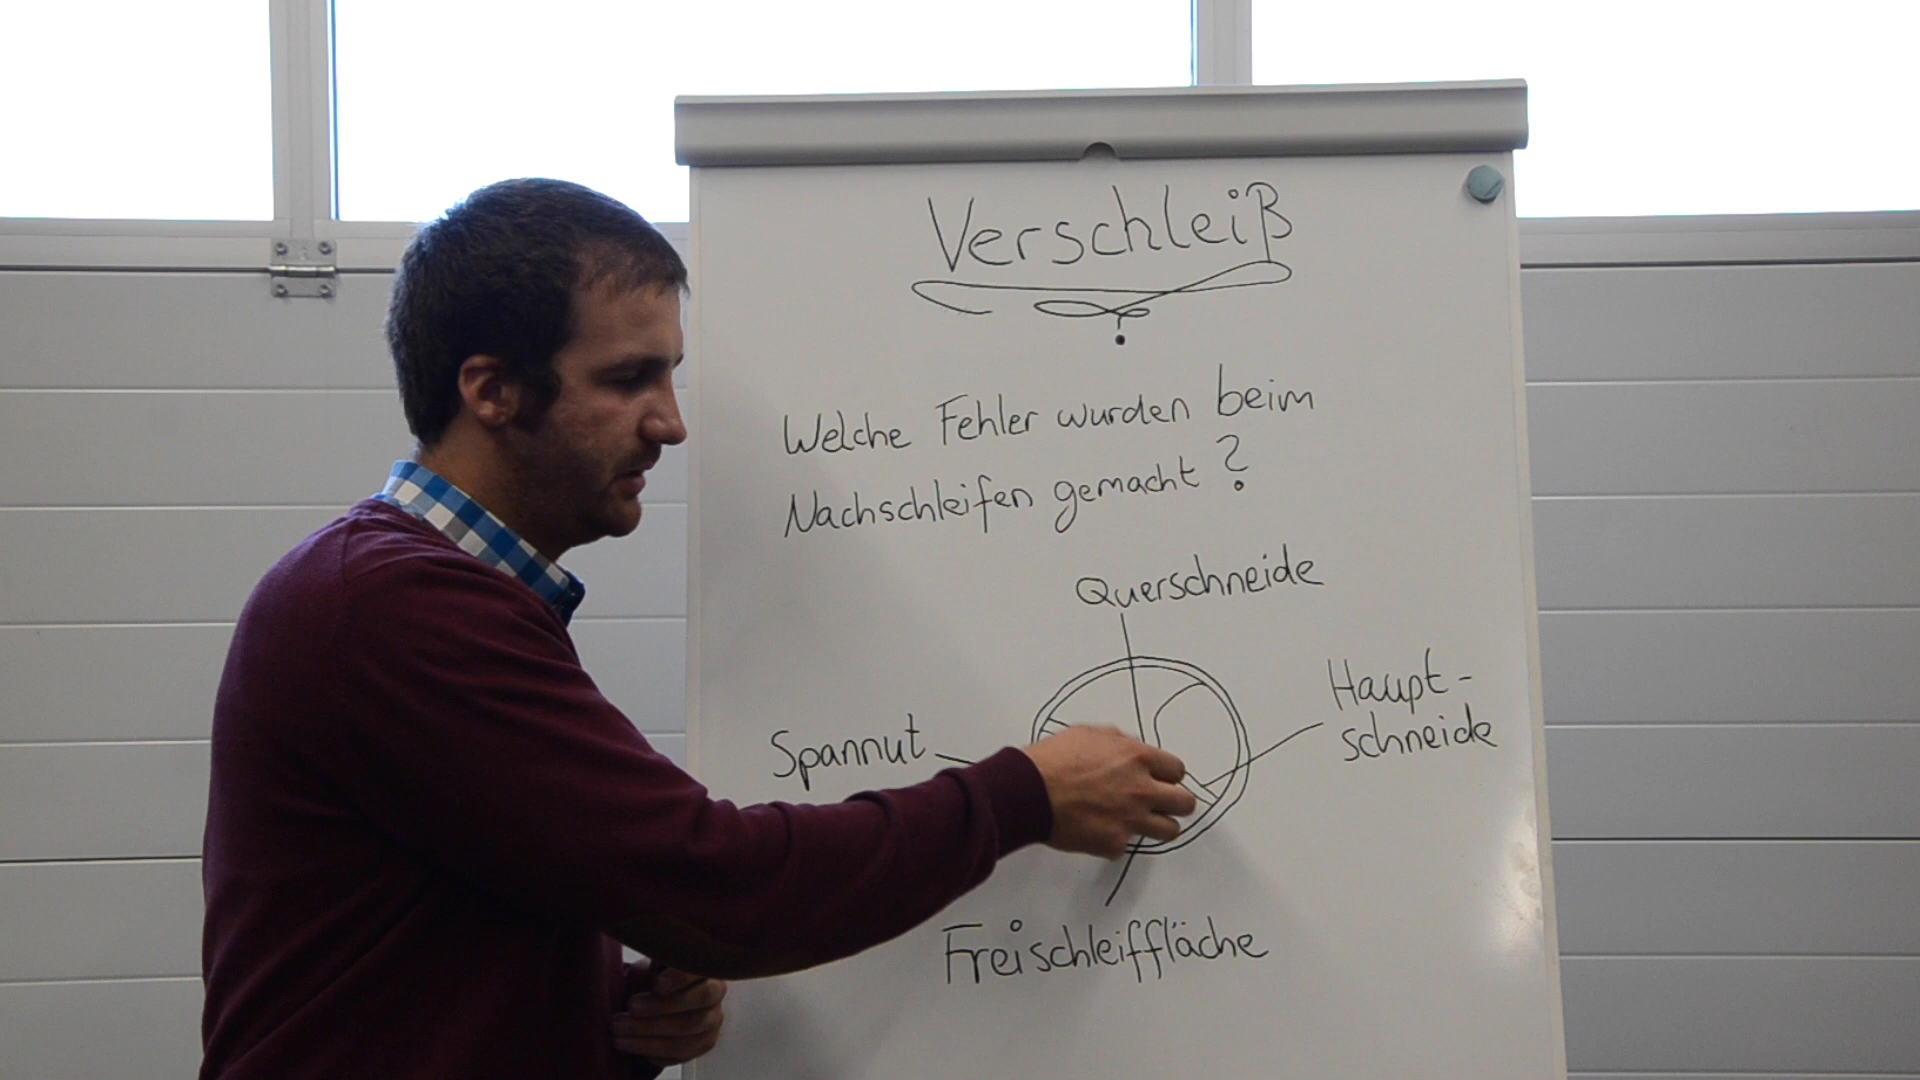 Verschleiß
Welche Fehler wurden beim
Nachschleifen gemacht?
Querschneide
Haupt-
schneide
Spannut
Freischleiffläche